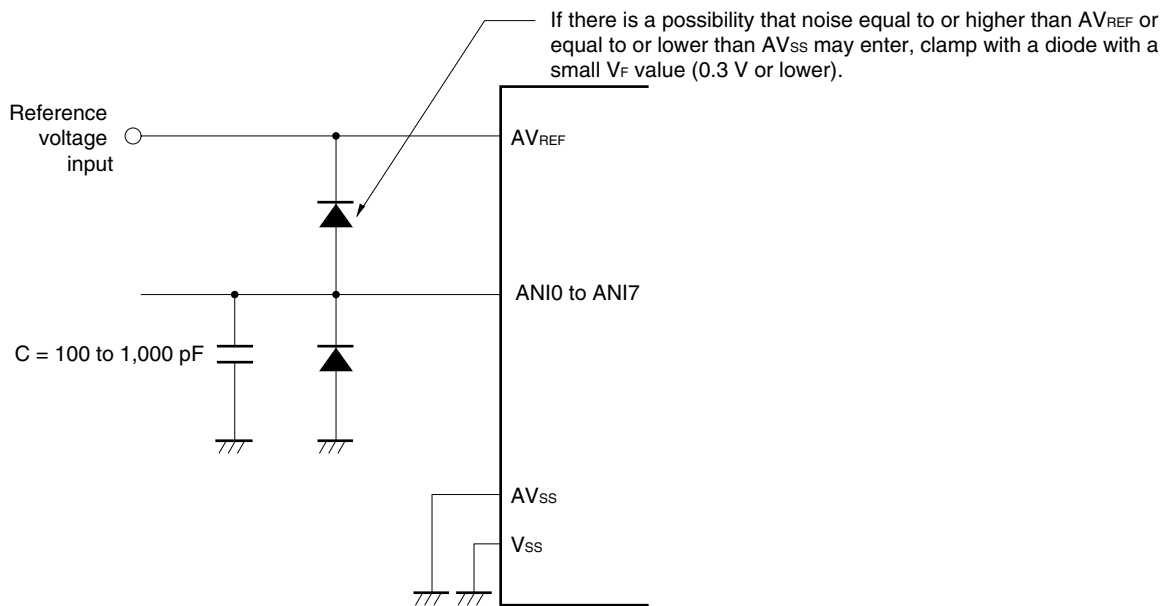 If there is a possibility that noise equal to or higher than AVREF or
equal to or lower than AVSS may enter, clamp with a diode with a
small VF value (0.3 V or lower).
Reference
voltage
input
AVREF
ANI0 to ANI7
C = 100 to 1,000 pF
AVSS
VSS